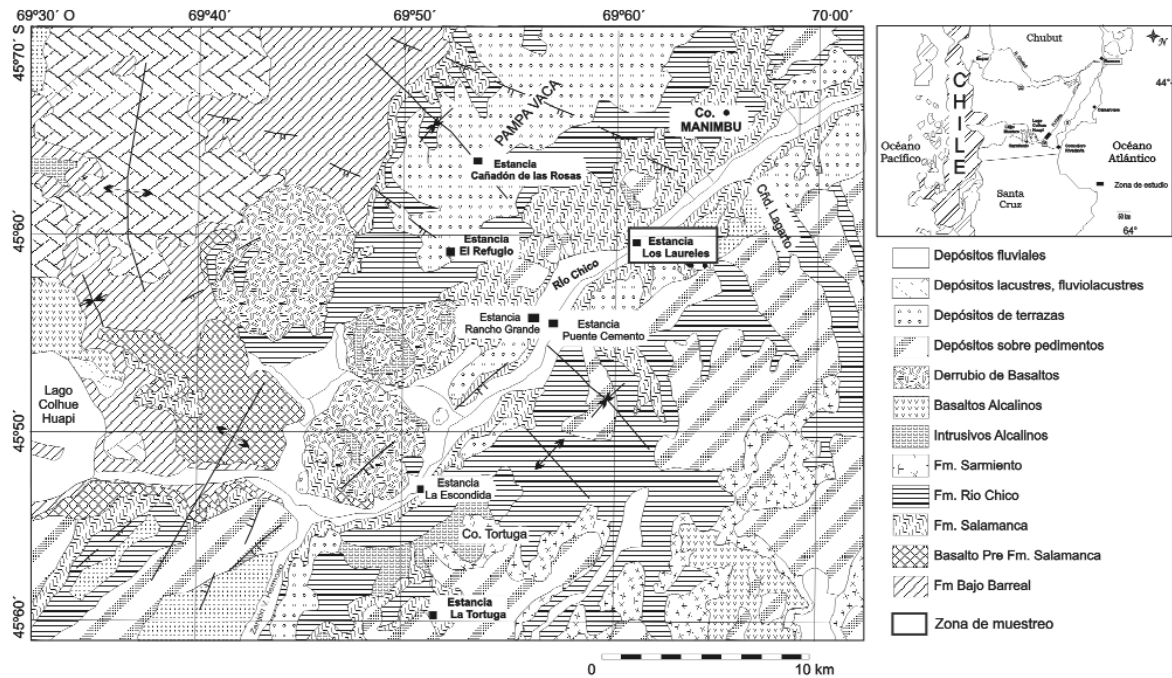 69°30' O
69°40'
69°50'
69°60'
70°00'
45°70' S
45°60'
45°50'
45°60'
PAMPA VACA
Co.
MANIMBU
Estancia
Cañadón de las Rosas
Estancia
El Refugio
Cñd. Lagarto
Estancia
Los Laureles
Río Chico
Estancia
Rancho Grande
Estancia
Puente Cemento
Lago
Colhue
Huapi
Estancia
La Escondida
Co. Tortuga
Estancia
La Tortuga
0
10 km
N
Chubut
44°
CHILE
Océano
Pacífico
Océano
Atlántico
Zona de estudio
Santa
Cruz
64°
Depósitos fluviales
Depósitos lacustres, fluviolacustres
Depósitos de terrazas
Depósitos sobre pedimentos
Derrubio de Basaltos
Basaltos Alcalinos
Intrusivos Alcalinos
Fm. Sarmiento
Fm. Rio Chico
Fm. Salamanca
Basalto Pre Fm. Salamanca
Fm Bajo Barreal
Zona de muestreo